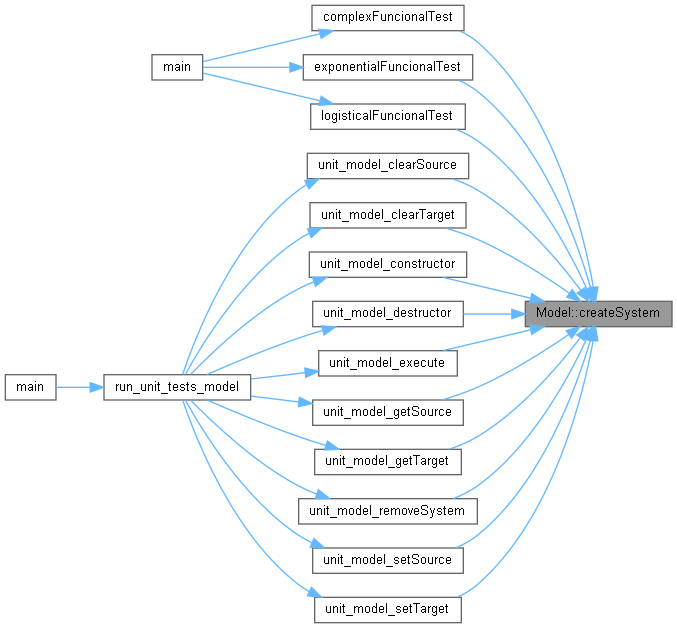 complexFuncionalTest
main
exponentialFuncionalTest
logisticalFuncionalTest
unit_model_clearSource
unit_model_clearTarget
unit_model_constructor
Model::createSystem
unit_model_destructor
unit_model_execute
main
run_unit_tests_model
unit_model_getSource
unit_model_getTarget
unit_model_removeSystem
unit_model_setSource
unit_model_setTarget